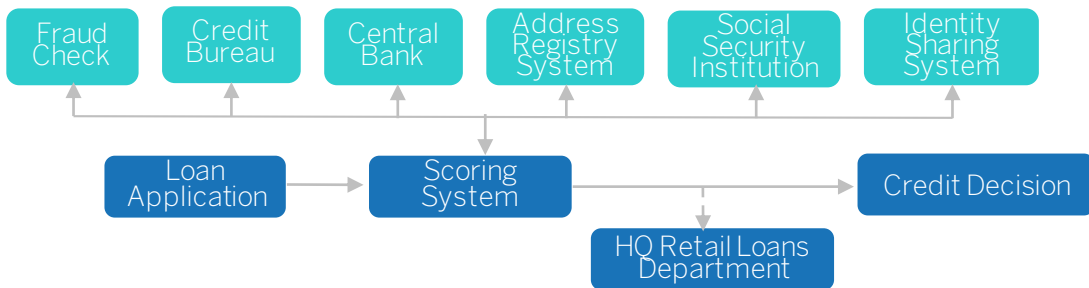 Fraud
Check
Credit
Bureau
Central
Bank
Address
Registry
System
Social
Security
Institution
Identity
Sharing
System
Loan
Application
Scoring
System
Credit Decision
HQ Retail Loans
Department